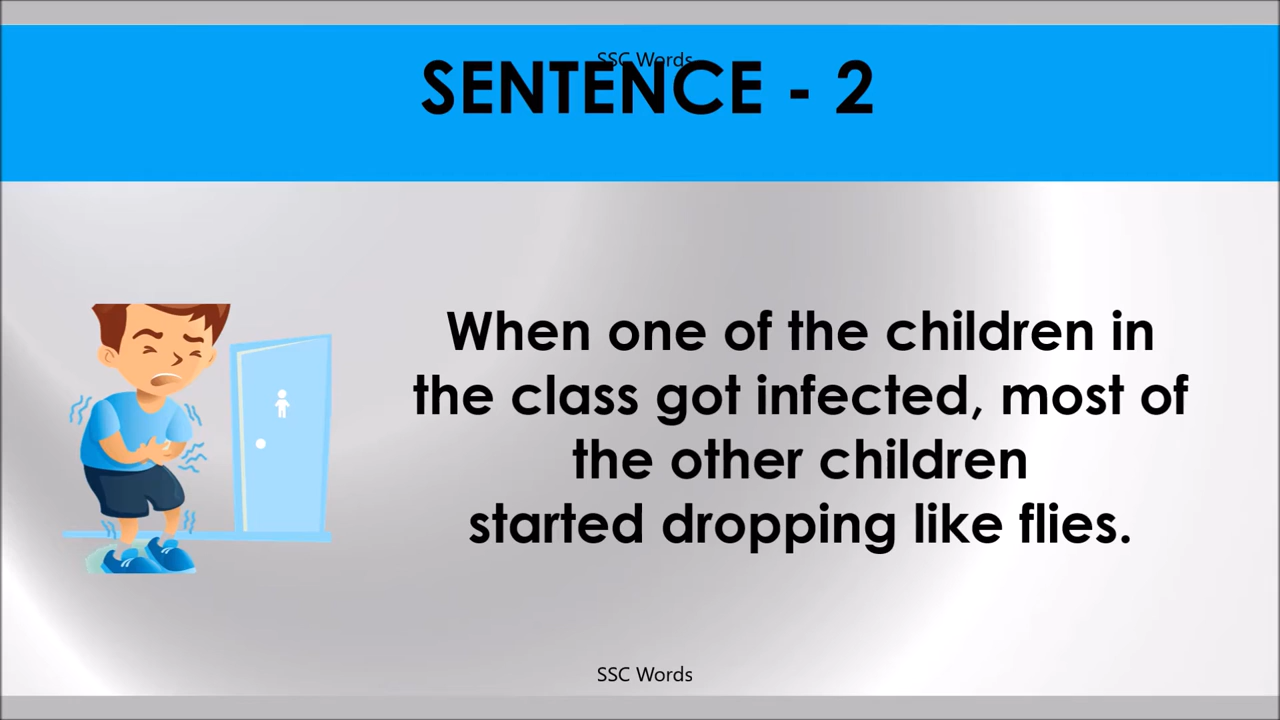 SSC Words
SENTENCE - 2
When one of the children in
the class got infected, most of
the other children
started dropping like flies.
SSC Words